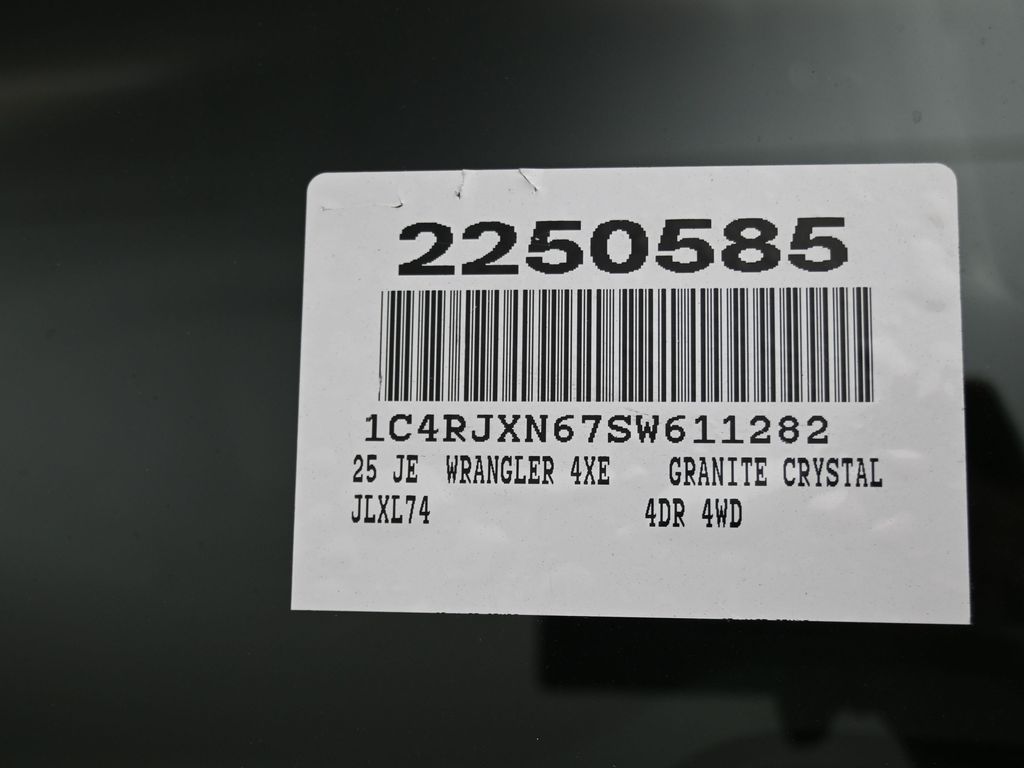 2250585
1C4RJXN67SW611282
25 JE WRANGLER 4XE GRANITE CRYSTAL
JLXL74 4DR 4WD